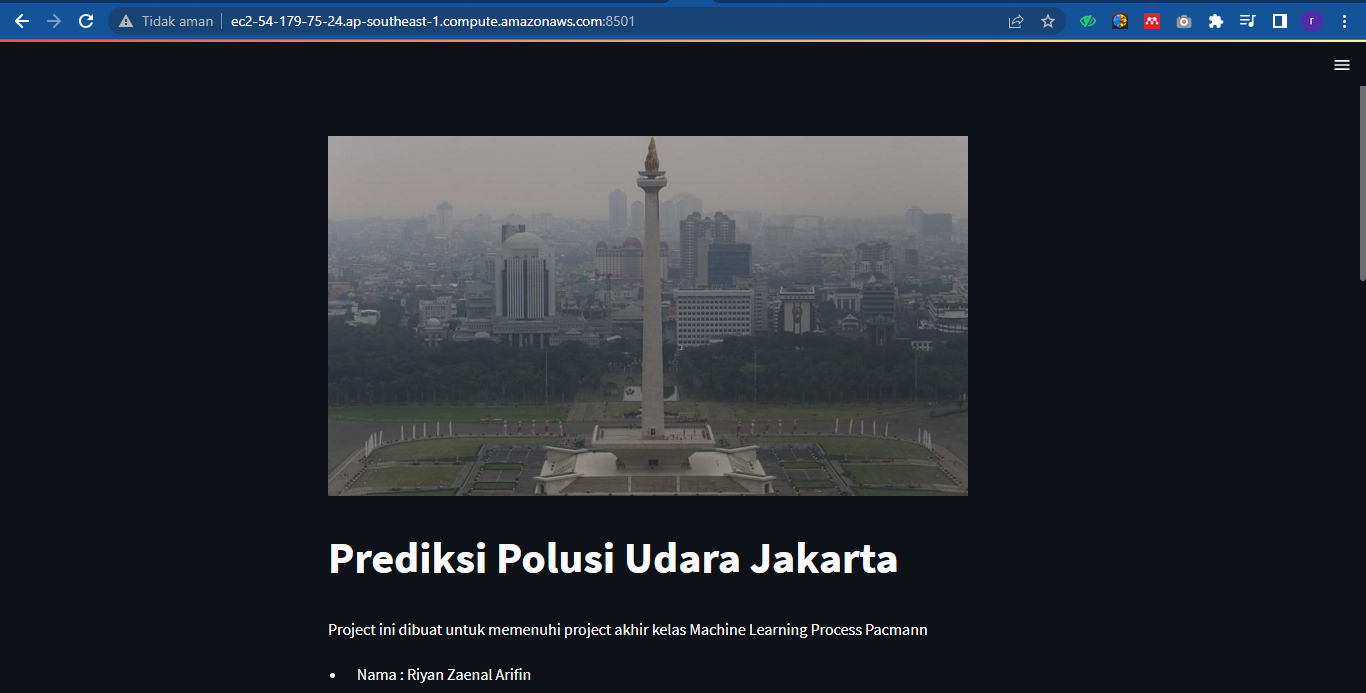 Tidak aman
ec2-54-179-75-24.ap-southeast-1.compute.amazonaws.com:8501
r
Prediksi Polusi Udara Jakarta
Project ini dibuat untuk memenuhi project akhir kelas Machine Learning Process Pacmann
• Nama : Riyan Zaenal Arifin